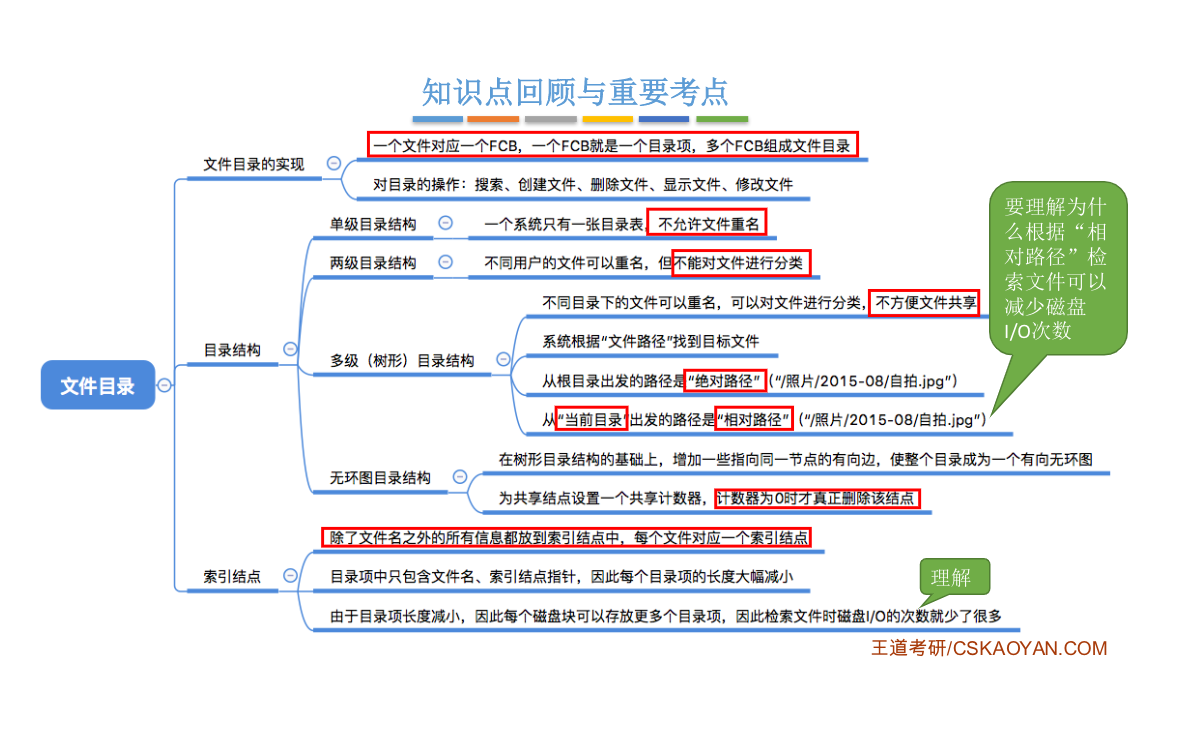 知识点回顾与重要考点
一个文件对应一个FCB，一个FCB就是一个目录项，多个FCB组成文件目录
文件目录的实现
对目录的操作：搜索、创建文件、删除文件、显示文件、修改文件
单级目录结构
一个系统只有一张目录表，不允许文件重名
两级目录结构
不同用户的文件可以重名，但不能对文件进行分类
不同目录下的文件可以重名，可以对文件进行分类，不方便文件共享
系统根据“文件路径”找到目标文件
目录结构
多级（树形）目录结构
从根目录出发的路径是“绝对路径”（“/照片/2015-08/自拍.jpg”）
从“当前目录”出发的路径是“相对路径”（“/照片/2015-08/自拍.jpg”）
要理解为什
么根据“相
对路径”检
索文件可以
减少磁盘
I/O次数
文件目录
在树形目录结构的基础上，增加一些指向同一节点的有向边，使整个目录成为一个有向无环图
无环图目录结构
为共享结点设置一个共享计数器，计数器为0时才真正删除该结点
除了文件名之外的所有信息都放到索引结点中，每个文件对应一个索引结点
索引结点
目录项中只包含文件名、索引结点指针，因此每个目录项的长度大幅减小
由于目录项长度减小，因此每个磁盘块可以存放更多个目录项，因此检索文件时磁盘I/O的次数就少了很多
理解
王道考研/CSKAOYAN.COM